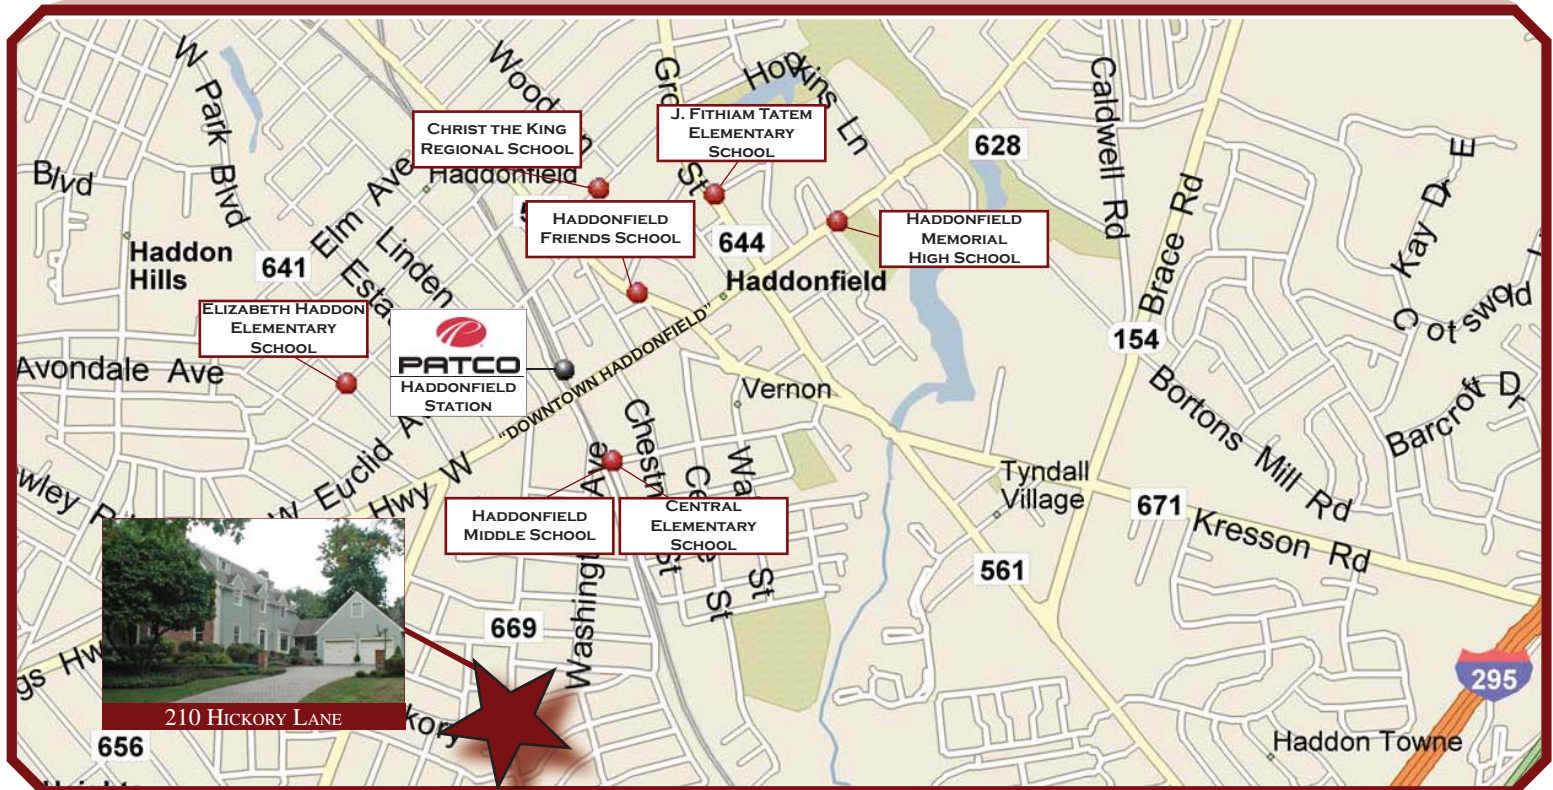 W Park Blvd
Blvd
Haddon
Hills
641
Elm Ave
Linden
Avondale Ave
W Euclid
Hwy W
CHRIST THE KING
REGIONAL SCHOOL
Haddonfield
J. FITHIAM TATEM
ELEMENTARY
SCHOOL
St
Hopkins Ln
628
Caldwell Rd
Brace Rd
154
Kay Dr E
Cotswold
Barcroft Dr
Bortons Mill Rd
HADDONFIELD
FRIENDS SCHOOL
644
HADDONFIELD
MEMORIAL
HIGH SCHOOL
Haddonfield
ELIZABETH HADDON
ELEMENTARY
SCHOOL
PATCO
HADDONFIELD
STATION
"DOWNTOWN HADDONFIELD"
Vernon
Tyndall
Village
671
Kresson Rd
561
HADDONFIELD
MIDDLE SCHOOL
CENTRAL
ELEMENTARY
SCHOOL
Ave
St
St
St
669
210 HICKORY LANE
656
295
Haddon Towne